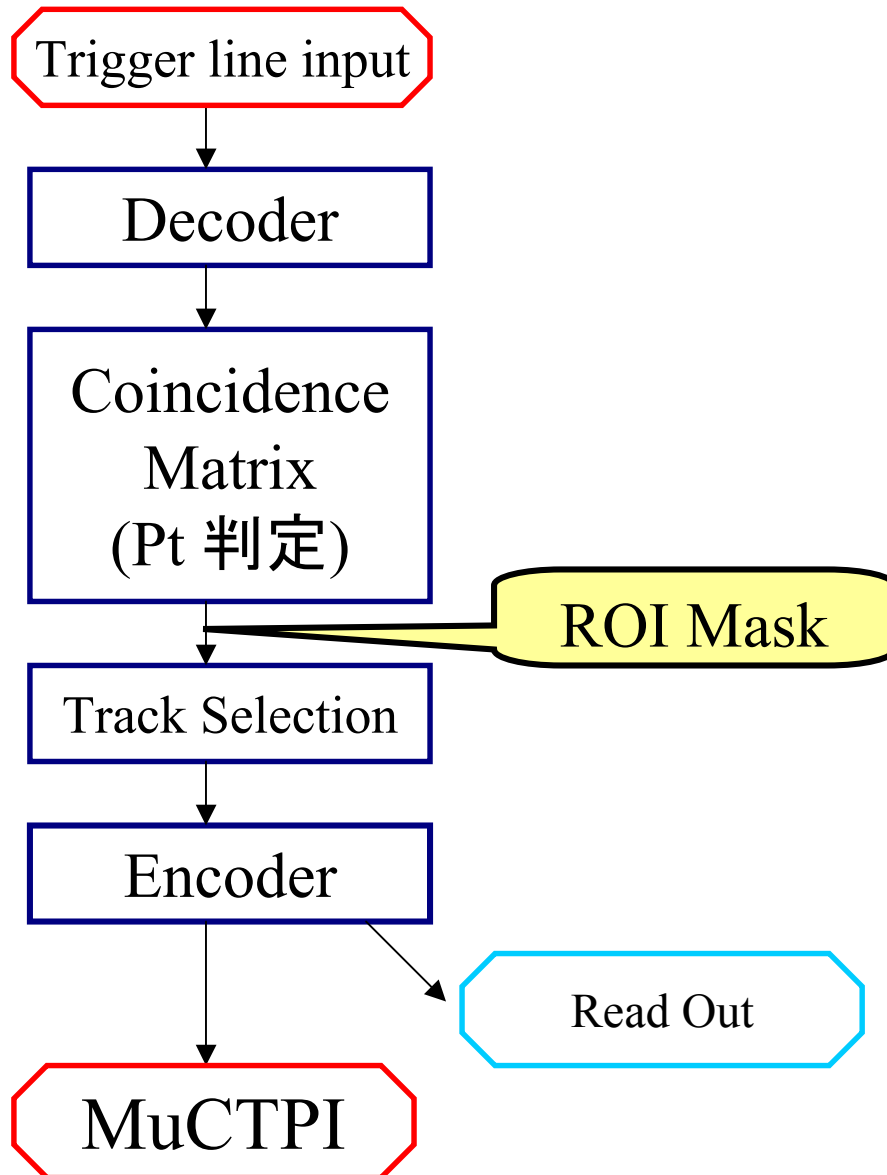 Trigger line input
Decoder
Coincidence
Matrix
(Pt 判定)
ROI Mask
Track Selection
Encoder
Read Out
MuCTPI